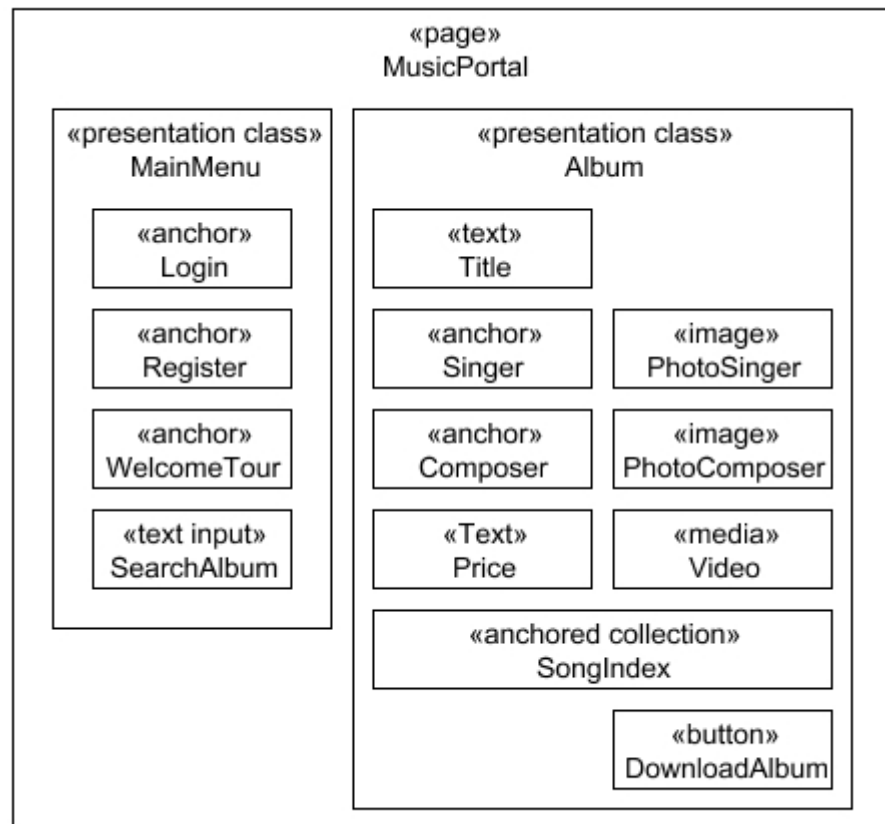 «page»
MusicPortal
«presentation class»
MainMenu
«anchor»
Login
«anchor»
Register
«anchor»
WelcomeTour
«text input»
SearchAlbum
«presentation class»
Album
«text»
Title
«anchor»
Singer
«image»
PhotoSinger
«anchor»
Composer
«image»
PhotoComposer
«Text»
Price
«media»
Video
«anchored collection»
SongIndex
«button»
DownloadAlbum